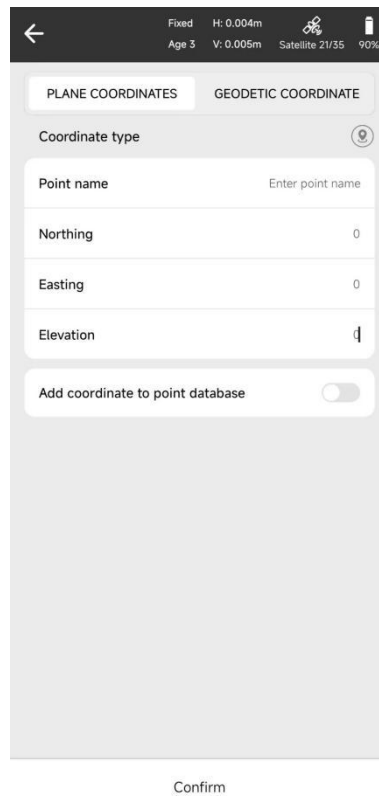 Fixed H: 0.004m
Age 3 V: 0.005m Satellite 21/35 90%
PLANE COORDINATES GEODETIC COORDINATE
Coordinate type
Point name Enter point name
Northing 0
Easting 0
Elevation 0
Add coordinate to point database
Confirm